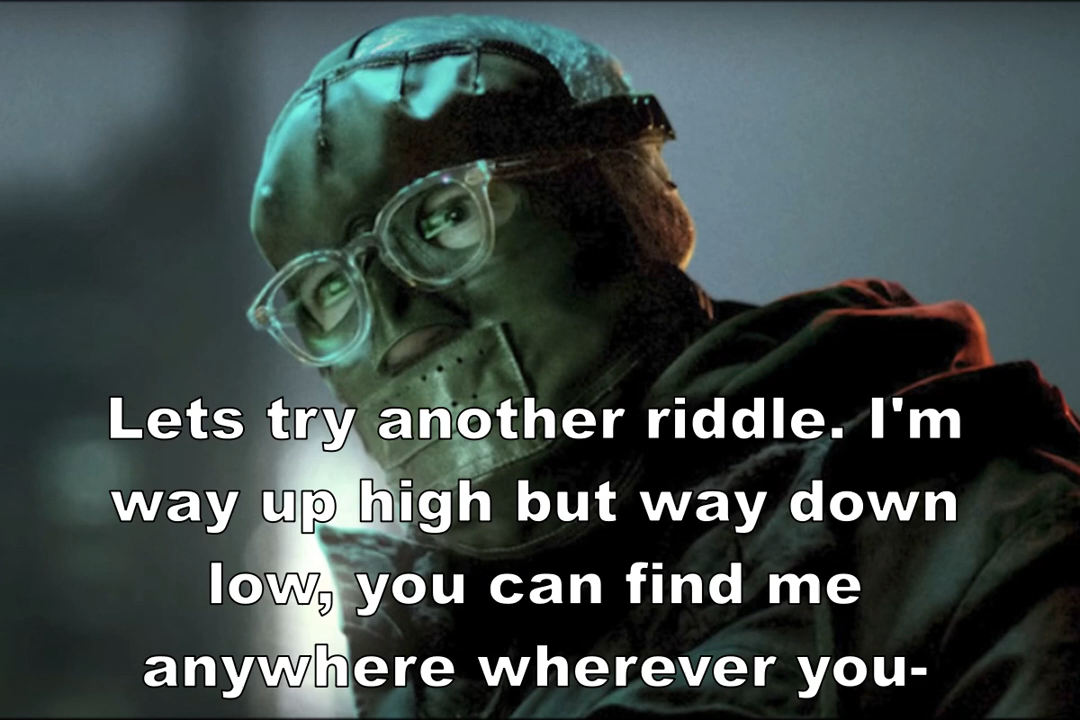 Lets try another riddle. I'm
way up high but way down
low, you can find me
anywhere wherever you-